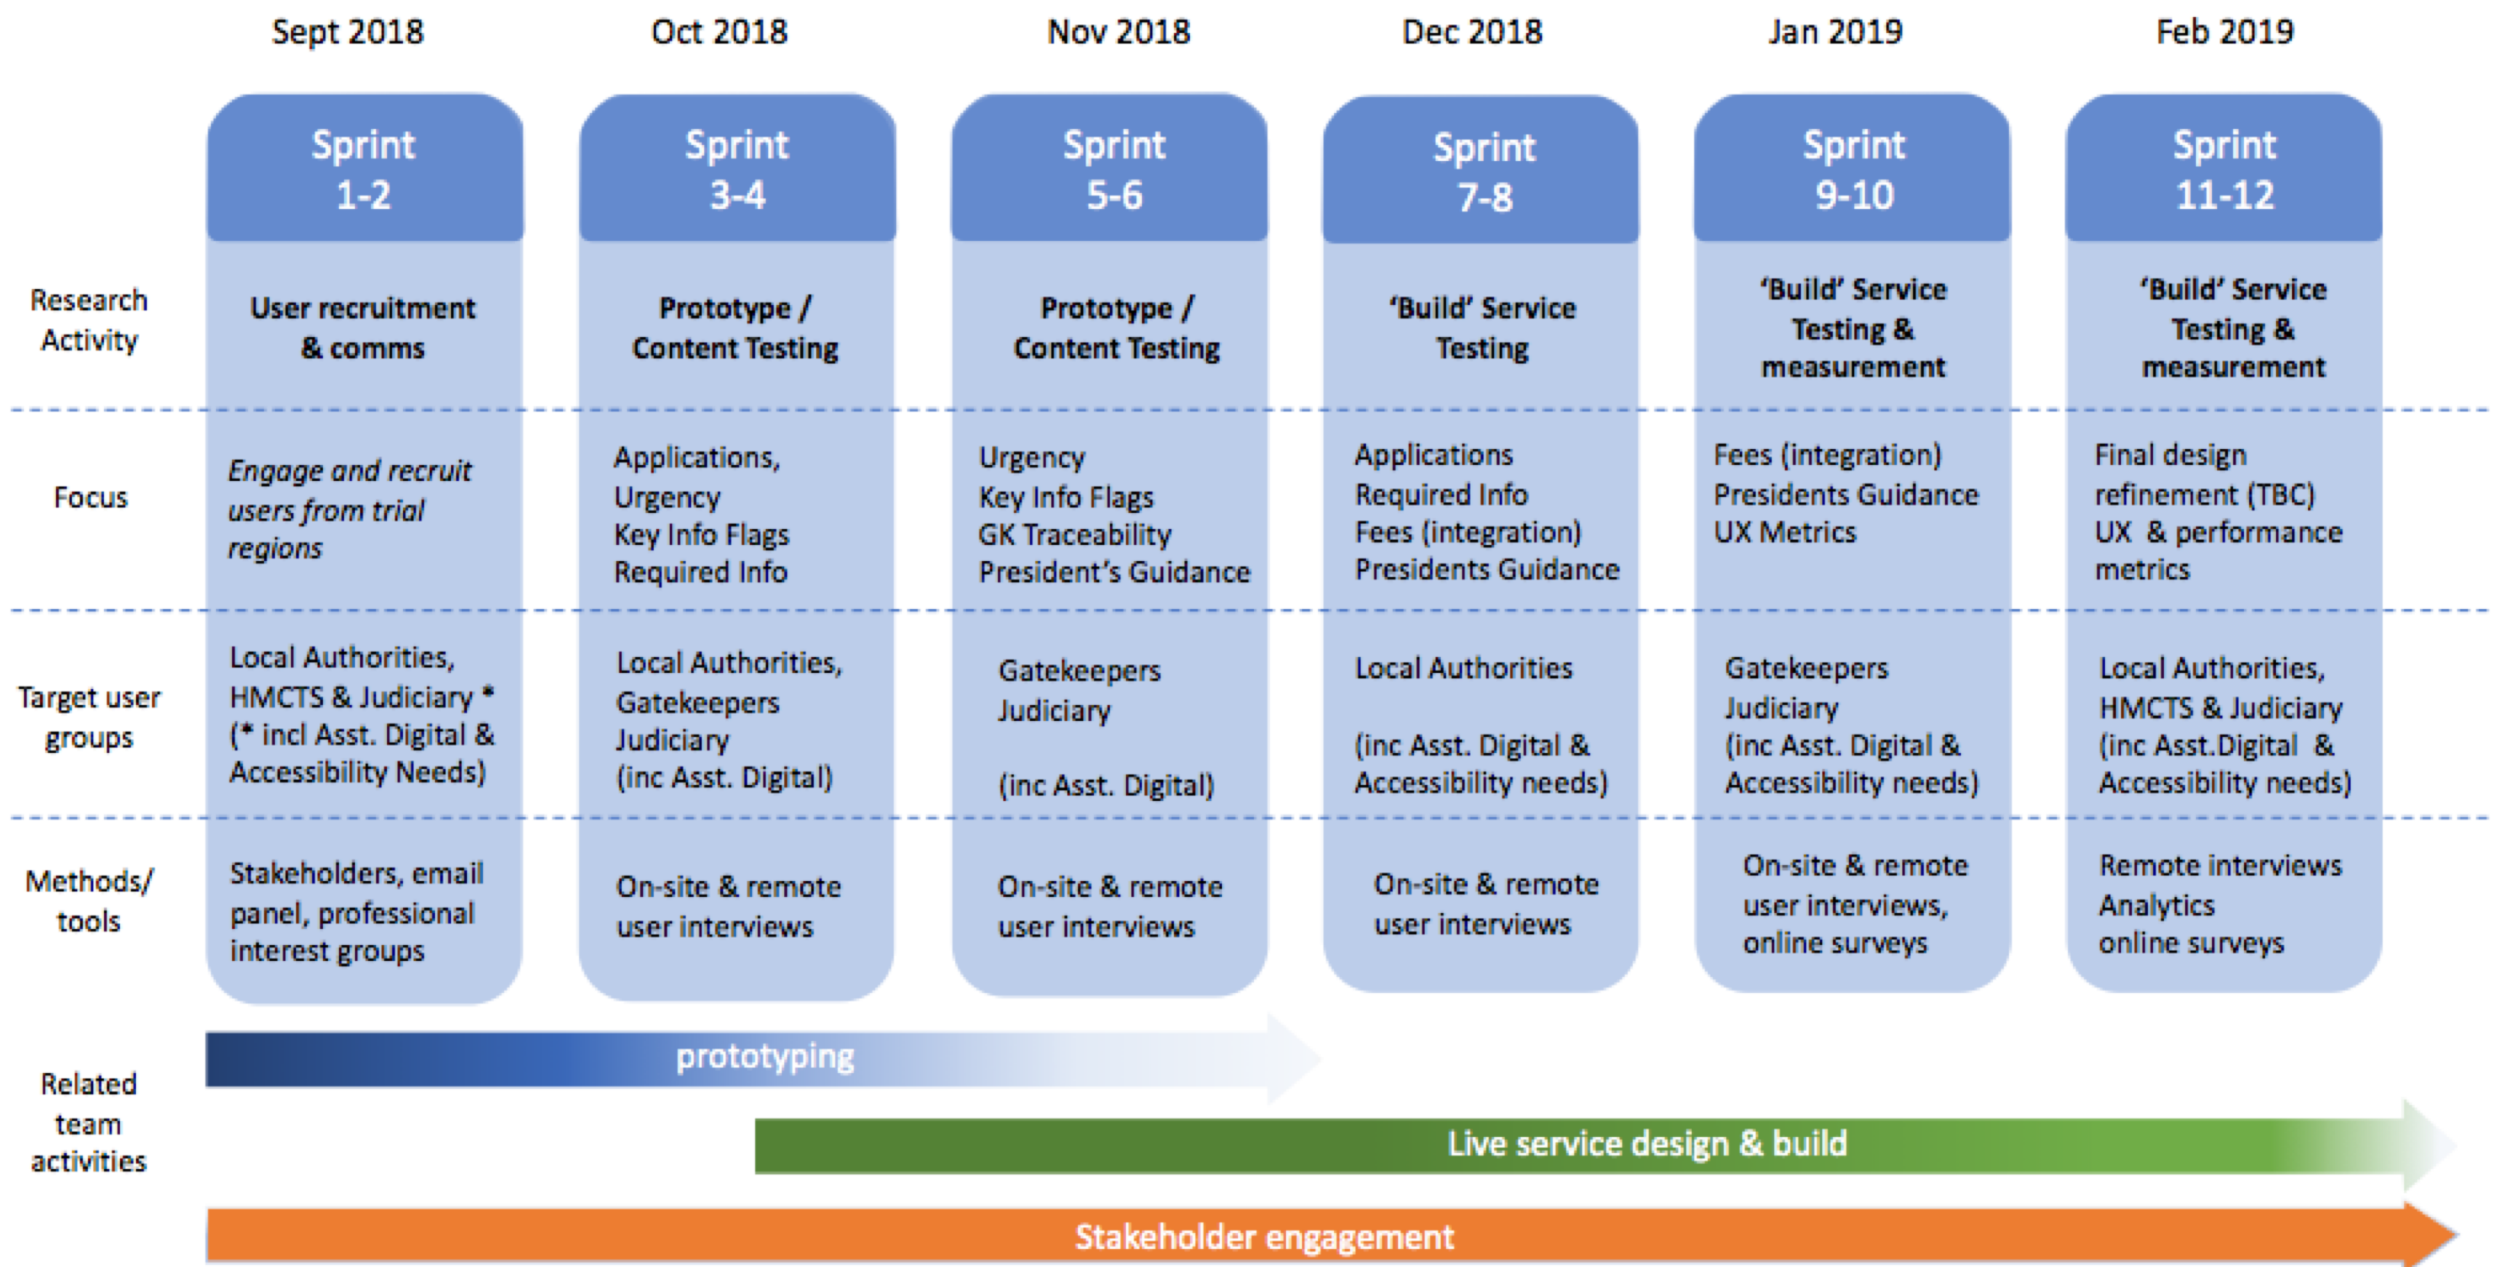 Sept 2018
Oct 2018
Nov 2018
Dec 2018
Jan 2019
Feb 2019
Sprint
1-2
Sprint
3-4
Sprint
5-6
Sprint
7-8
Sprint
9-10
Sprint
11-12
Research
Activity
User recruitment
& comms
Prototype /
Content Testing
Prototype /
Content Testing
‘Build’ Service
Testing
‘Build’ Service
Testing &
measurement
‘Build’ Service
Testing &
measurement
Focus
Engage and recruit
users from trial
regions
Applications,
Urgency
Key Info Flags
Required Info
Urgency
Key Info Flags
GK Traceability
President’s Guidance
Applications
Required Info
Fees (integration)
Presidents Guidance
Fees (integration)
Presidents Guidance
UX Metrics
Final design
refinement (TBC)
UX & performance
metrics
Target user
groups
Local Authorities,
HMCTS & Judiciary *
(* incl Asst. Digital &
Accessibility Needs)
Local Authorities,
Gatekeepers
Judiciary
(inc Asst. Digital)
Gatekeepers
Judiciary
(inc Asst. Digital)
Local Authorities
(inc Asst. Digital &
Accessibility needs)
Gatekeepers
Judiciary
(inc Asst. Digital &
Accessibility needs)
Local Authorities,
HMCTS & Judiciary
(inc Asst.Digital &
Accessibility needs)
Methods/
tools
Stakeholders, email
panel, professional
interest groups
On-site & remote
user interviews
On-site & remote
user interviews
On-site & remote
user interviews
On-site & remote
user interviews,
online surveys
Remote interviews
Analytics
online surveys
Related
team
activities
prototyping
Live service design & build
Stakeholder engagement